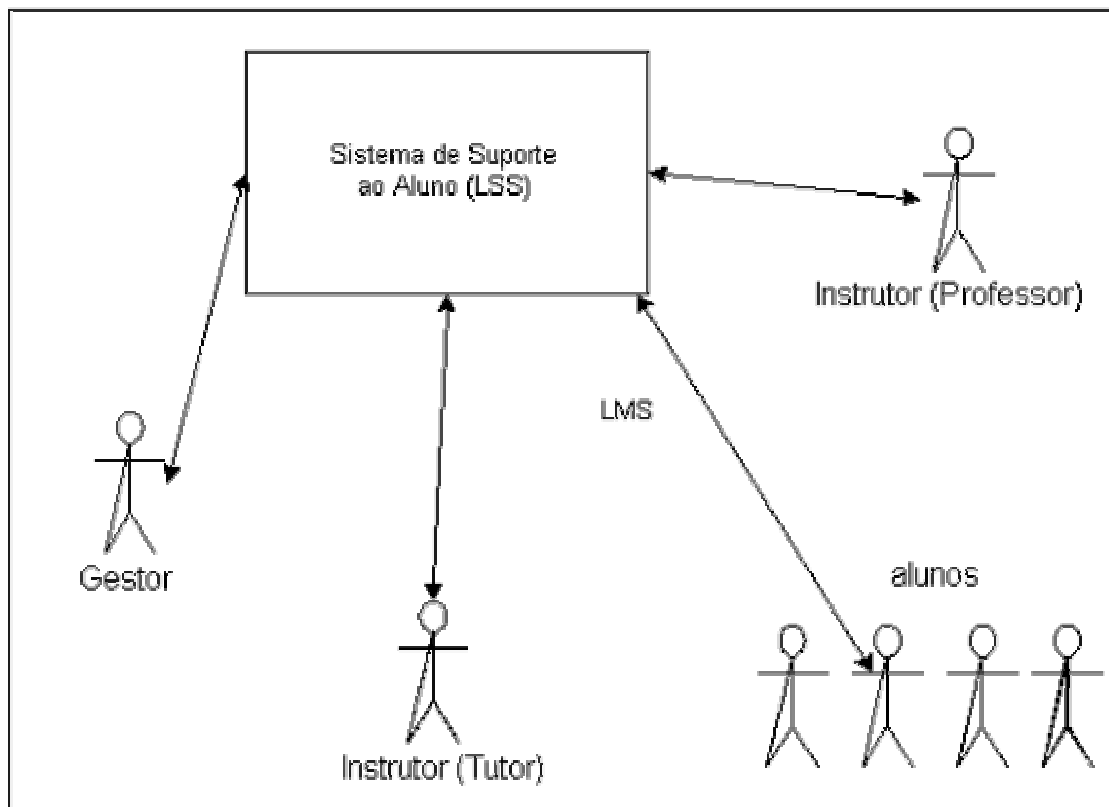 Sistema de Suporte
ao Aluno (LSS)
Instrutor (Professor)
LMS
Gestor
alunos
Instrutor (Tutor)